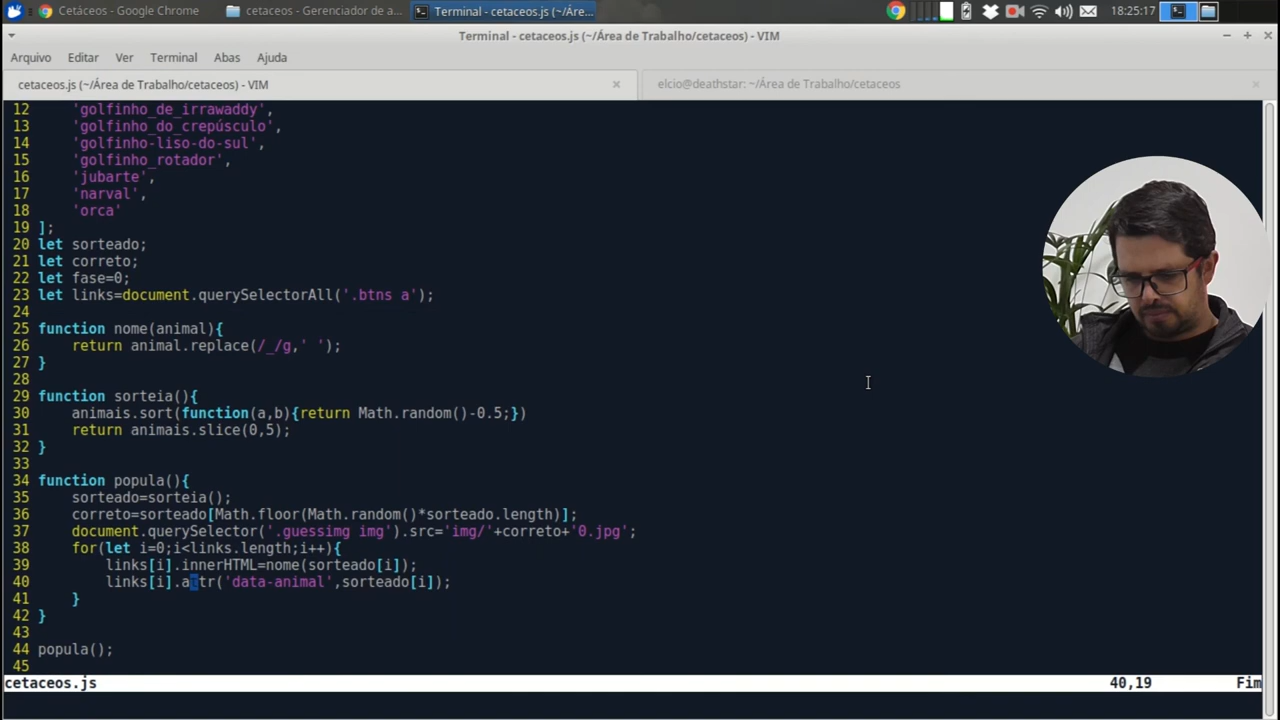 Cetáceos - Google Chrome
cetaceos - Gerenciador de a...
Terminal - cetaceos.js (~/Áre...
18:25:17
Terminal - cetaceos.js (~/Área de Trabalho/cetaceos) - VIM
Arquivo Editar Ver Terminal Abas Ajuda
cetaceos.js (~/Área de Trabalho/cetaceos) - VIM
elcio@deathstar: ~/Área de Trabalho/cetaceos
12     'golfinho_de_irrawaddy',
13     'golfinho_do_crepúsculo',
14     'golfinho-liso-do-sul',
15     'golfinho_rotador',
16     'jubarte',
17     'narval',
18     'orca'
19 ];
20 let sorteado;
21 let correto;
22 let fase=0;
23 let links=document.querySelectorAll('.btns a');
24
25 function nome(animal){
26     return animal.replace(/_/g,' ');
27 }
28
29 function sorteia(){
30     animais.sort(function(a,b){return Math.random()-0.5;})
31     return animais.slice(0,5);
32 }
33
34 function popula(){
35     sorteado=sorteia();
36     correto=sorteado[Math.floor(Math.random()*sorteado.length)];
37     document.querySelector('.guessimg img').src='img/'+correto+'0.jpg';
38     for(let i=0;i<links.length;i++){
39         links[i].innerHTML=nome(sorteado[i]);
40         links[i].attr('data-animal',sorteado[i]);
41     }
42 }
43
44 popula();
45
cetaceos.js 40,19 Fim